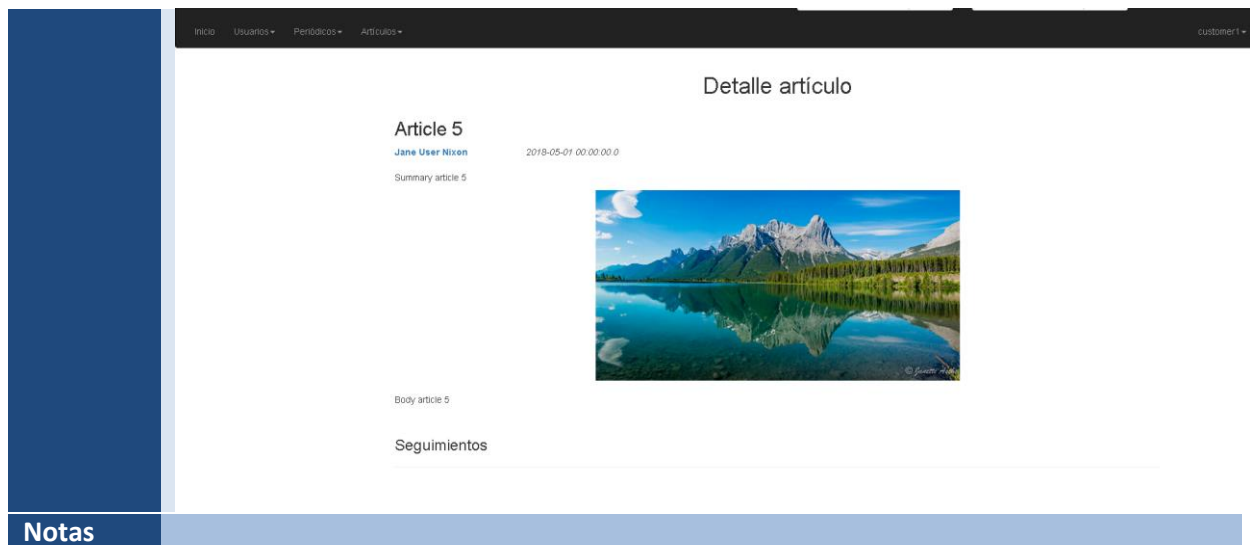 Inicio Usuarios Periódicos Artículos customer1
Detalle artículo
Article 5
Jane User Nixon 2018-05-01 00:00:00.0
Summary article 5
©
Body article 5
Seguimientos
Notas